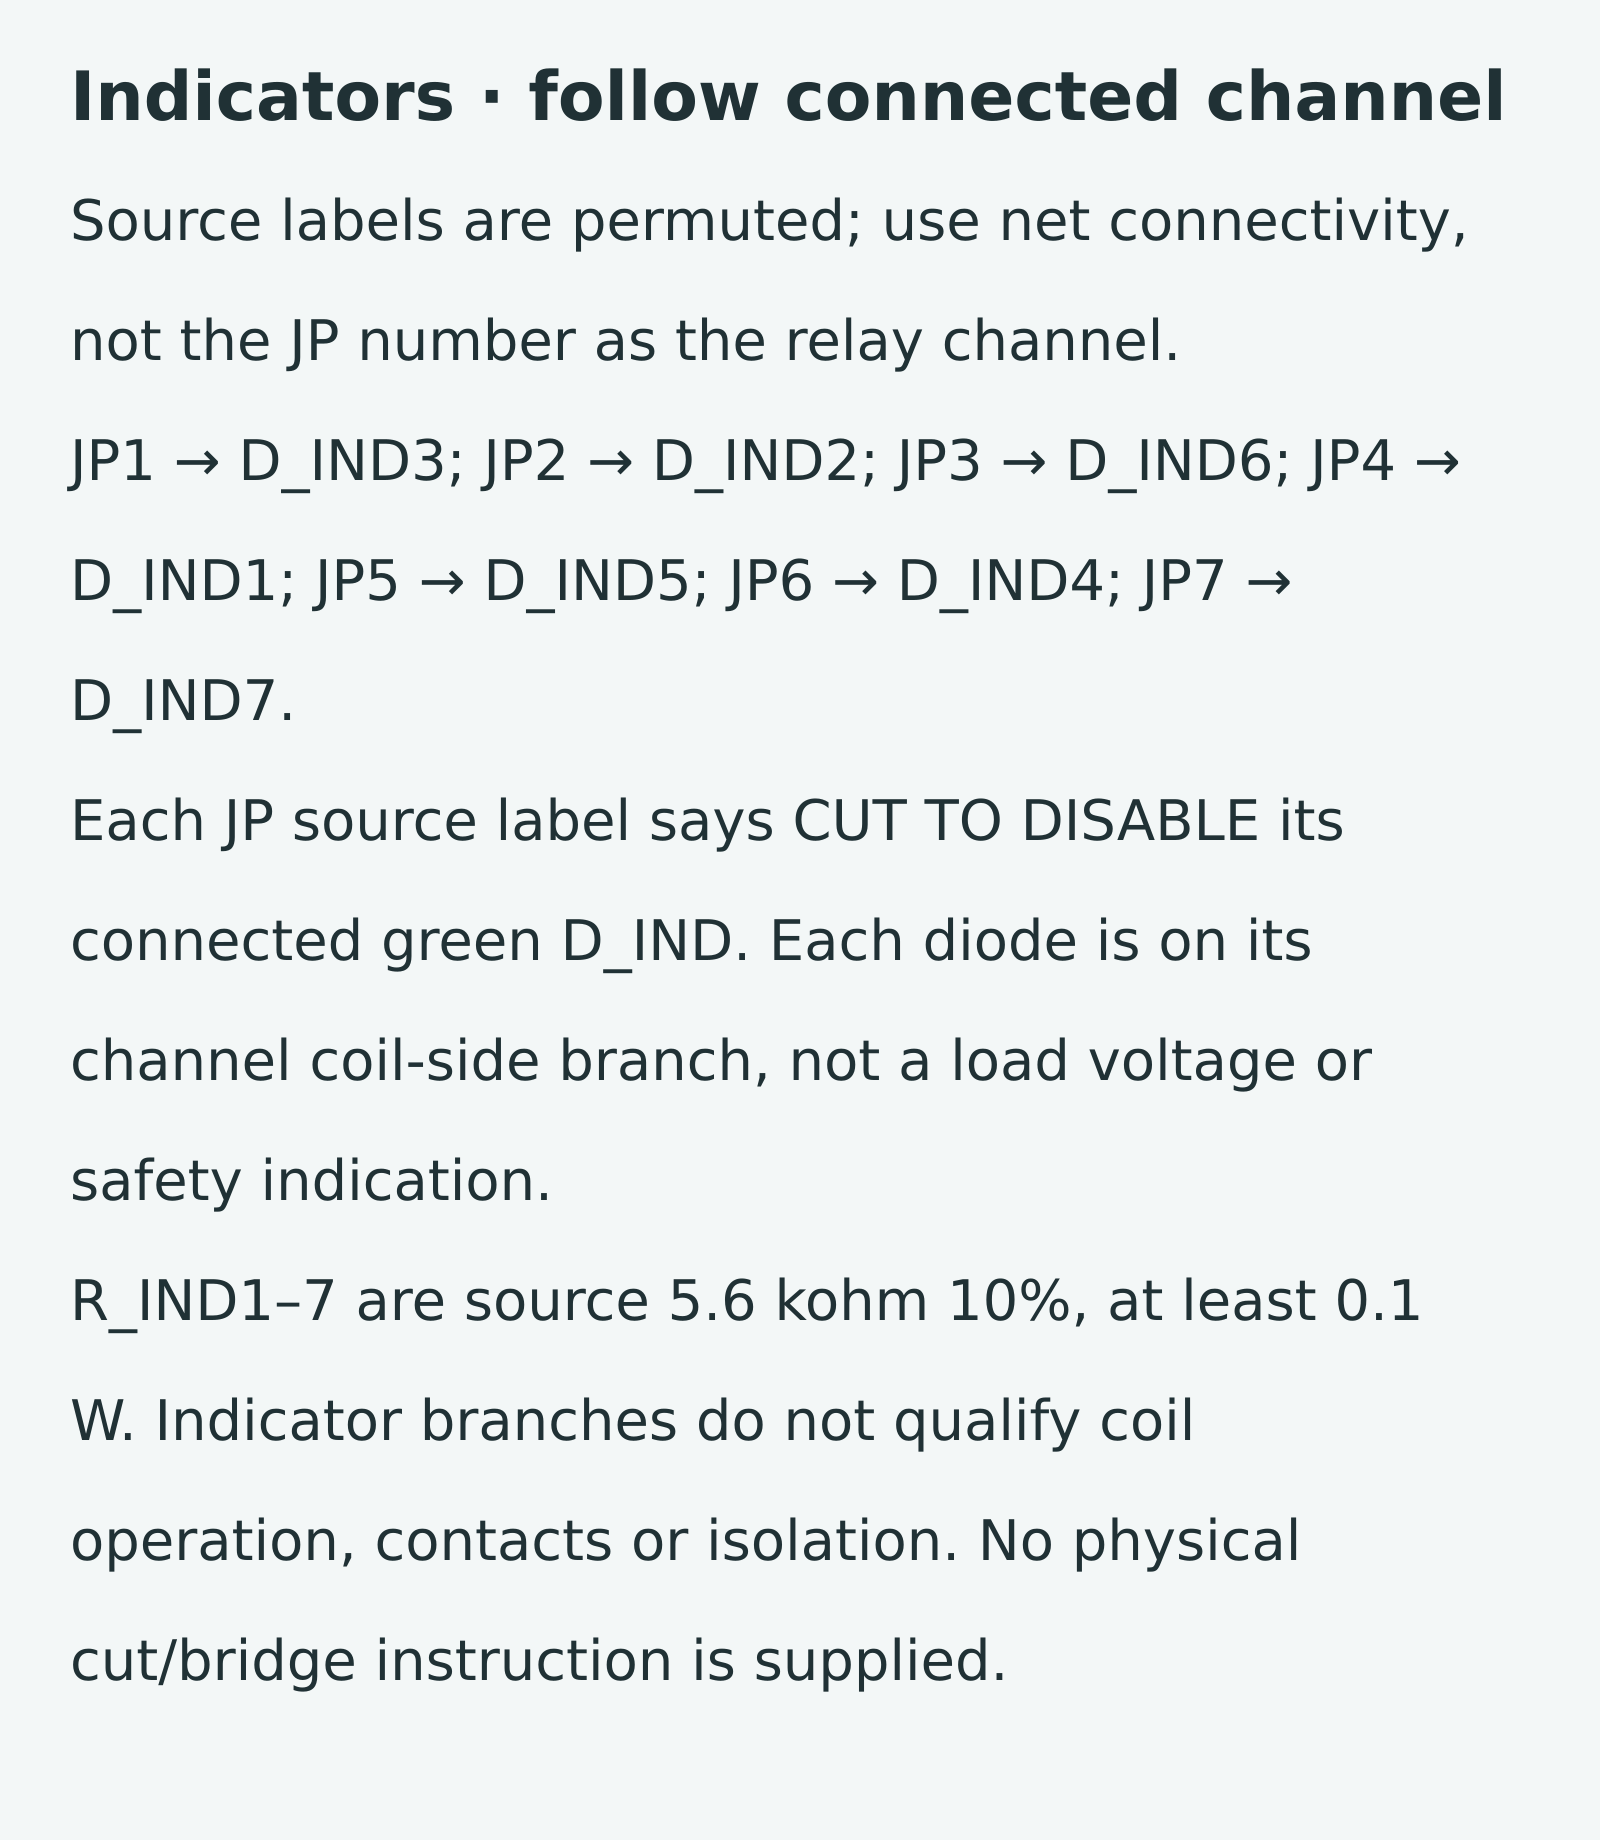 Indicators · follow connected channel
Source labels are permuted; use net connectivity,
not the JP number as the relay channel.
JP1 → D_IND3; JP2 → D_IND2; JP3 → D_IND6; JP4 →
D_IND1; JP5 → D_IND5; JP6 → D_IND4; JP7 →
D_IND7.
Each JP source label says CUT TO DISABLE its
connected green D_IND. Each diode is on its
channel coil-side branch, not a load voltage or
safety indication.
R_IND1–7 are source 5.6 kohm 10%, at least 0.1
W. Indicator branches do not qualify coil
operation, contacts or isolation. No physical
cut/bridge instruction is supplied.